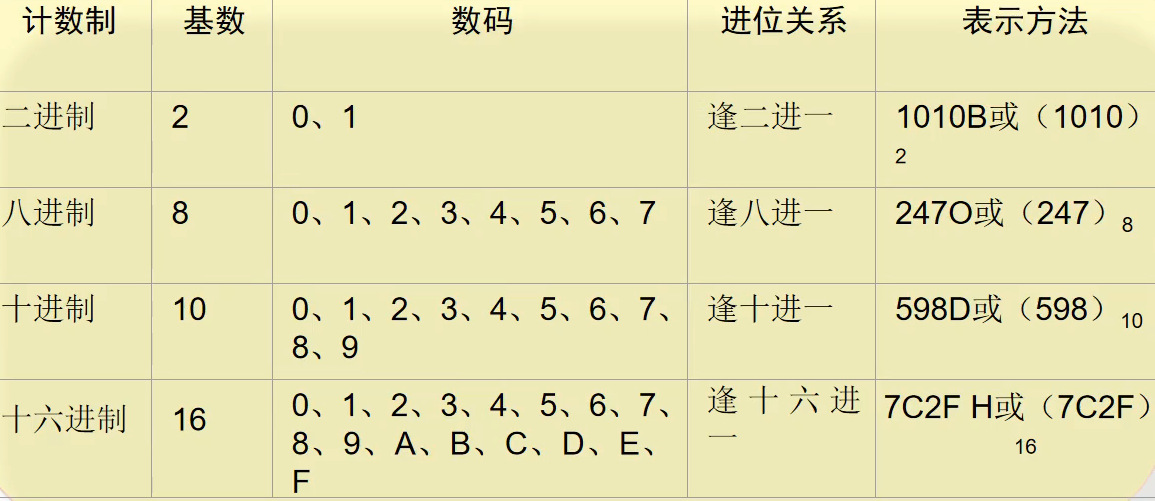 计数制 基数 数码 进位关系 表示方法
二进制 2 0、1 逢二进一 1010B或（1010）
2
八进制 8 0、1、2、3、4、5、6、7 逢八进一 247O或（247）8
十进制 10 0、1、2、3、4、5、6、7、 逢十进一 598D或（598）10
8、9
十六进制 16 0、1、2、3、4、5、6、7、 逢十六进 7C2F H或（7C2F）
8、9、A、B、C、D、E、 一 16
F